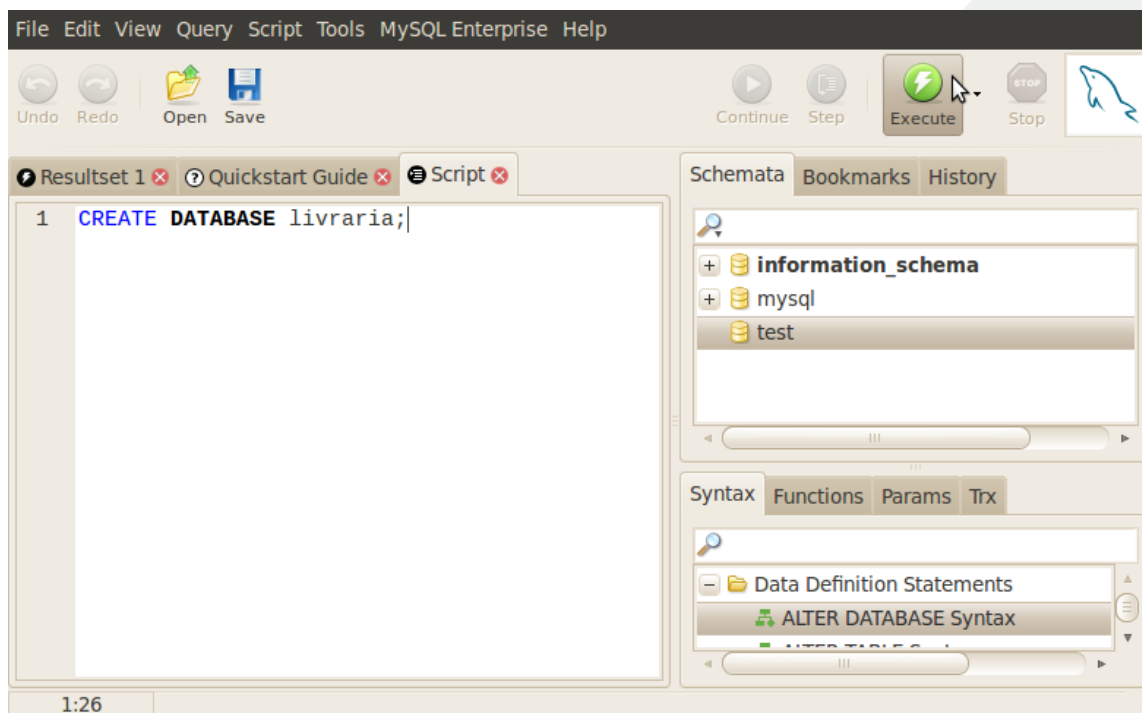 File Edit View Query Script Tools MySQL Enterprise Help
Undo Redo Open Save Continue Step Execute STOP Stop
Resultset 1 Quickstart Guide Script
1 CREATE DATABASE livraria;
1:26
Schemata Bookmarks History
information_schema
mysql
test
Syntax Functions Params Trx
Data Definition Statements
ALTER DATABASE Syntax